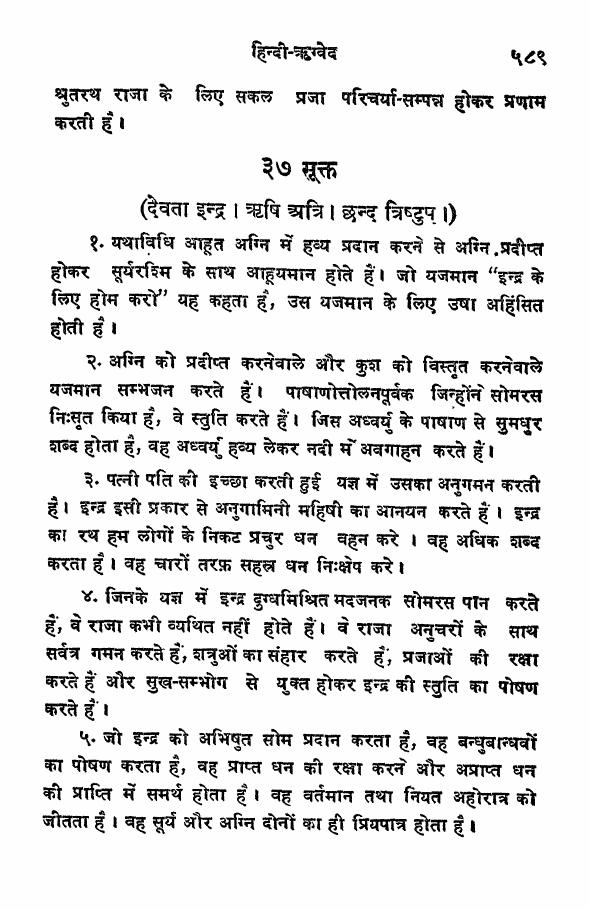 हिन्दी-ऋग्वेद ५८९
श्रुतरथ राजा के लिए सकल प्रजा परिचर्या-सम्पन्न होकर प्रणाम
करती है।
३७ सूक्त
(देवता इन्द्र। ऋषि अत्रि। छन्द त्रिष्टुप्।)
१. यथाविधि आहूत अग्नि में हव्य प्रदान करने से अग्नि प्रदीप्त
होकर सूर्यरश्मि के साथ आहूयमान होते हैं। जो यजमान “इन्द्र के
लिए होम करो” यह कहता है, उस यजमान के लिए उषा अहिंसित
होती है।
२. अग्नि को प्रदीप्त करनेवाले और कुश को विस्तृत करनेवाले
यजमान सम्भजन करते हैं। पाषाणोत्तोलनपूर्वक जिन्होंने सोमरस
निःसृत किया है, वे स्तुति करते हैं। जिस अध्वर्यु के पाषाण से सुमधुर
शब्द होता है, वह अध्वर्यु हव्य लेकर नदी में अवगाहन करते हैं।
३. पत्नी पति की इच्छा करती हुई यज्ञ में उसका अनुगमन करती
है। इन्द्र इसी प्रकार से अनुगामिनी महिषी का आनयन करते हैं। इन्द्र
का रथ हम लोगों के निकट प्रचुर धन वहन करे । वह अधिक शब्द
करता है। वह चारों तरफ़ सहस्र धन निःक्षेप करे।
४. जिनके यज्ञ में इन्द्र दुग्धमिश्रित मदजनक सोमरस पान करते
हैं, वे राजा कभी व्यथित नहीं होते हैं। वे राजा अनुचरों के साथ
सर्वत्र गमन करते हैं, शत्रुओं का संहार करते हैं, प्रजाओं की रक्षा
करते हैं और सुख-सम्भोग से युक्त होकर इन्द्र की स्तुति का पोषण
करते हैं।
५. जो इन्द्र को अभिषुत सोम प्रदान करता है, वह बन्धुबान्धवों
का पोषण करता है, वह प्राप्त धन की रक्षा करने और अप्राप्त धन
की प्राप्ति में समर्थ होता है। वह वर्तमान तथा नियत अहोरात्र को
जीतता है। वह सूर्य और अग्नि दोनों का ही प्रियपात्र होता है।